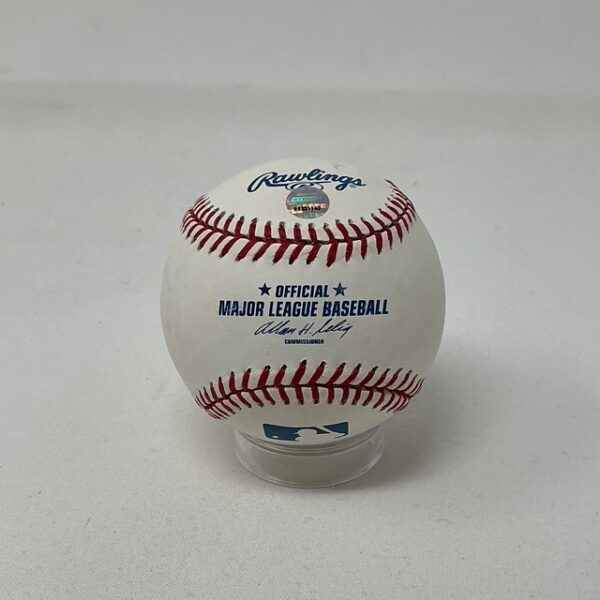 Rawlings
★ OFFICIAL ★
MAJOR LEAGUE BASEBALL
Allan H. Selig
COMMISSIONER